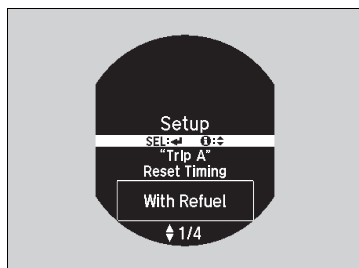 Setup
SEL:↵ ⓘ:⬍
“Trip A”
Reset Timing
With Refuel
⬍ 1/4